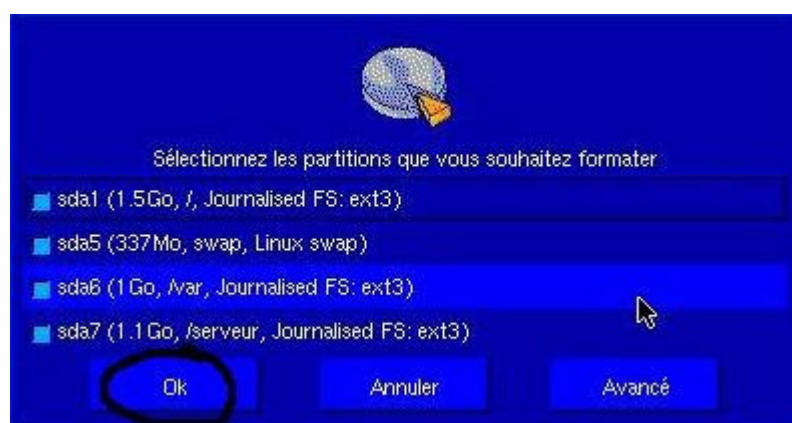 Sélectionnez les partitions que vous souhaitez formater
sda1 (1.5Go, /, Journalised FS: ext3)
sda5 (337Mo, swap, Linux swap)
sda6 (1Go, /var, Journalised FS: ext3)
sda7 (1.1Go, /serveur, Journalised FS: ext3)
Ok Annuler Avancé